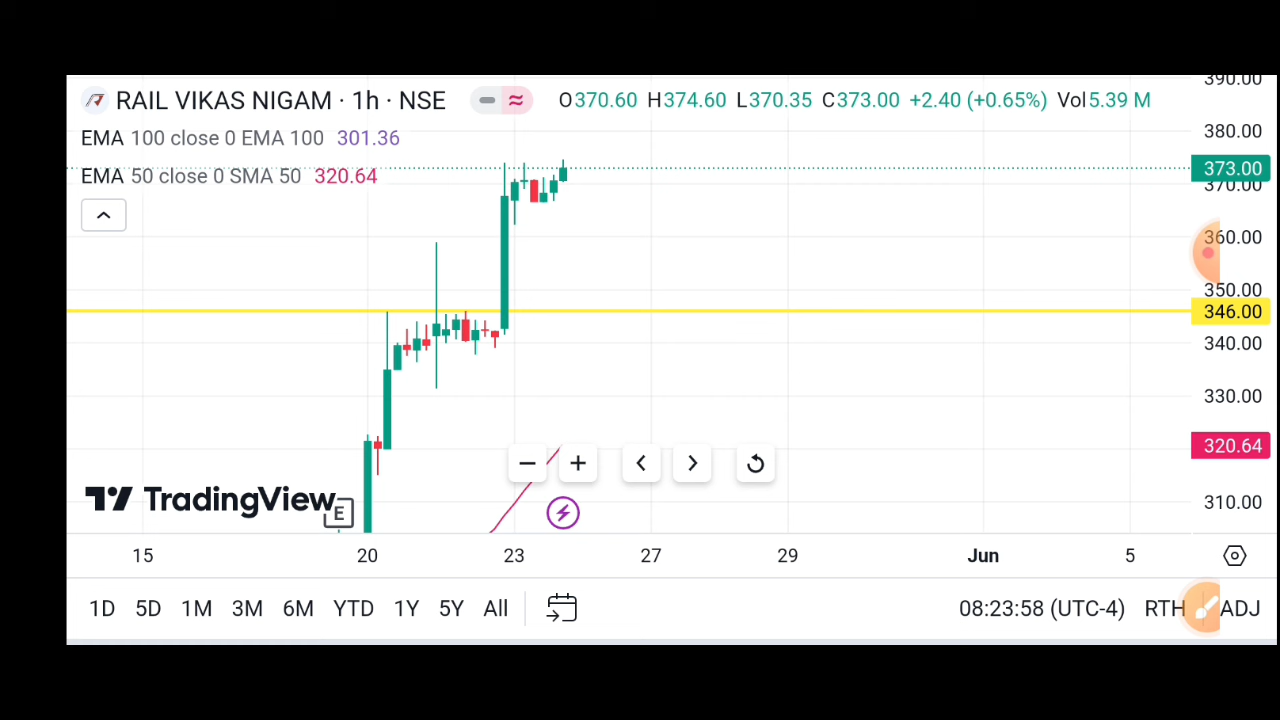 390.00
RAIL VIKAS NIGAM · 1h · NSE O370.60 H374.60 L370.35 C373.00 +2.40 (+0.65%) Vol5.39 M
EMA 100 close 0 EMA 100 301.36
380.00
EMA 50 close 0 SMA 50 320.64
373.00
370.00
360.00
350.00
346.00
340.00
330.00
320.64
TradingView
E
310.00
15 20 23 27 29 Jun 5
1D 5D 1M 3M 6M YTD 1Y 5Y All 08:23:58 (UTC-4) RTH ADJ